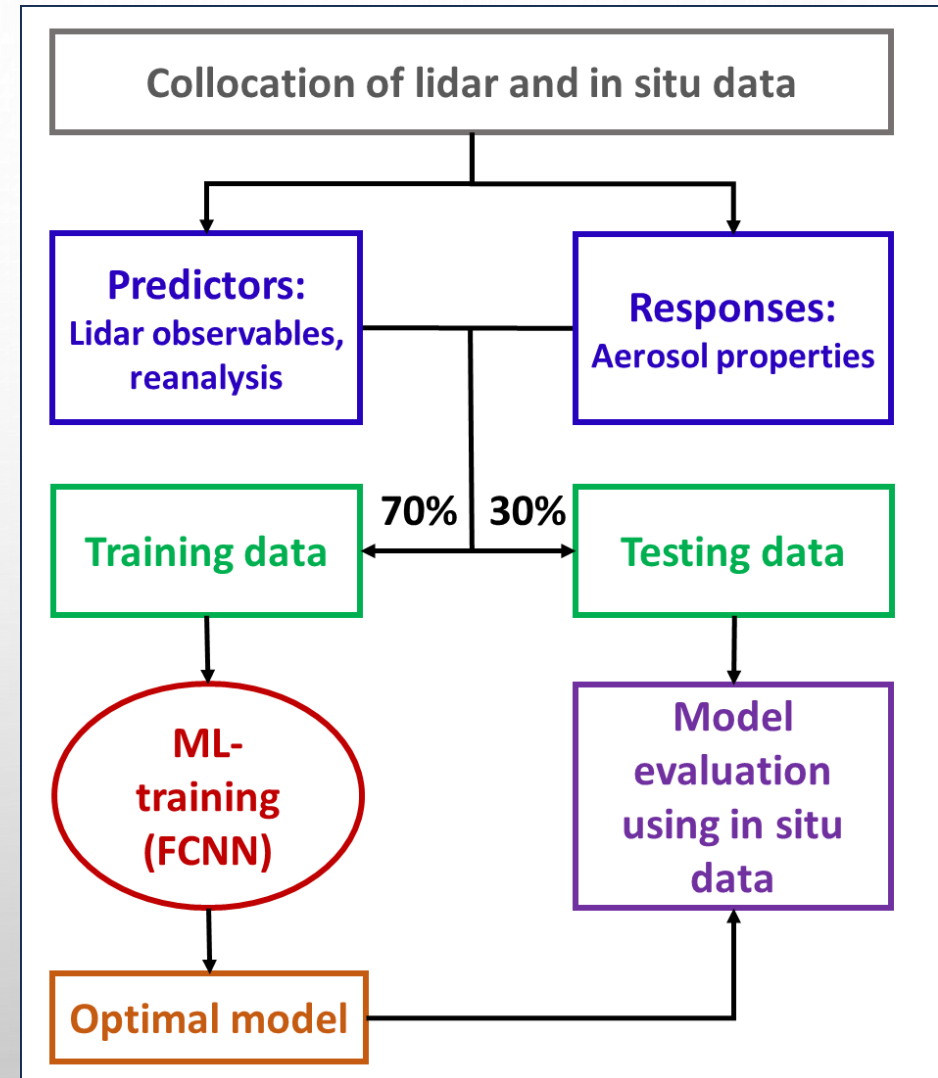 Collocation of lidar and in situ data
Predictors:
Lidar observables,
reanalysis
Responses:
Aerosol properties
70%
30%
Training data
Testing data
ML-
training
(FCNN)
Model
evaluation
using in situ
data
Optimal model